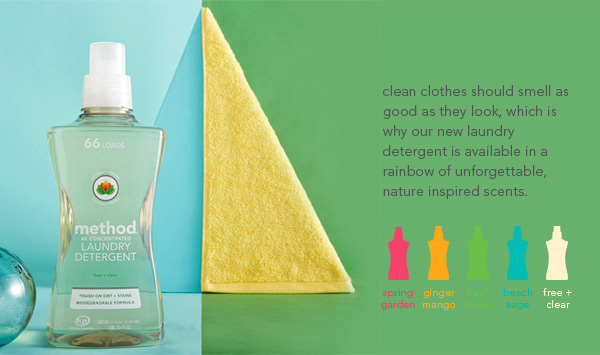 66 LOADS
method
4X CONCENTRATED
LAUNDRY
DETERGENT
free + clear
TOUGH ON DIRT + STAINS
BIODEGRADABLE FORMULA
clean clothes should smell as
good as they look, which is
why our new laundry
detergent is available in a
rainbow of unforgettable,
nature inspired scents.
spring
garden
ginger
mango
beach
sage
free +
clear